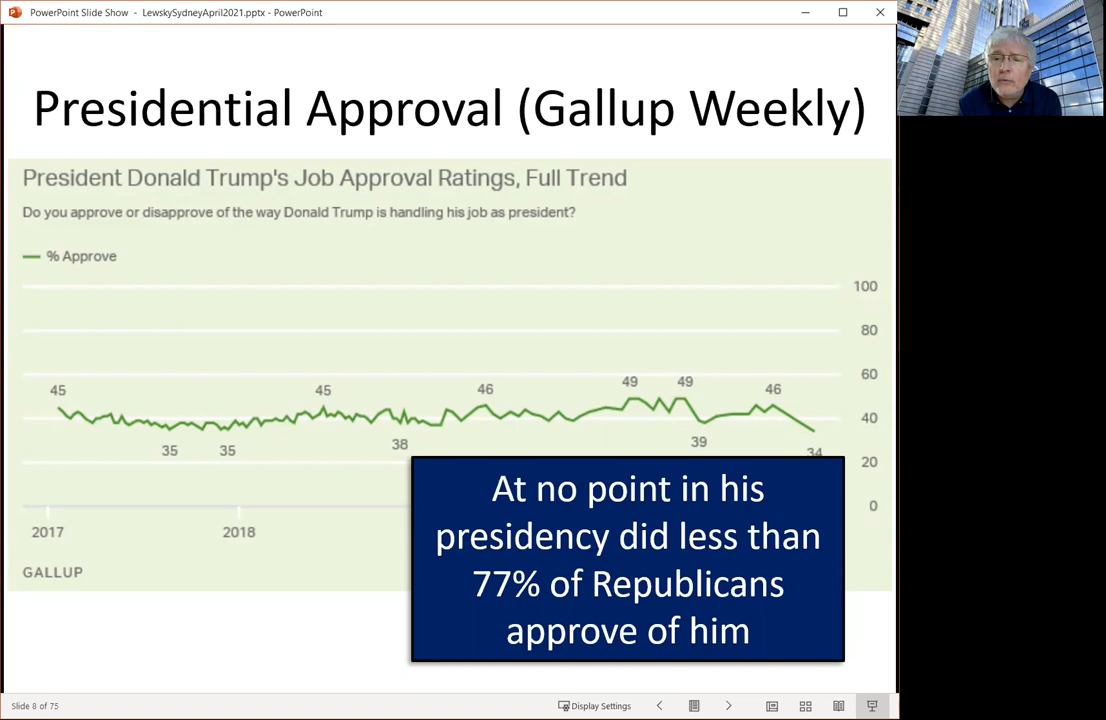 PowerPoint Slide Show - LewskySydneyApril2021.pptx - PowerPoint
Presidential Approval (Gallup Weekly)
President Donald Trump's Job Approval Ratings, Full Trend
Do you approve or disapprove of the way Donald Trump is handling his job as president?
% Approve
100
80
60
40
20
0
45
35
35
45
38
46
49
49
39
46
34
2017
2018
GALLUP
At no point in his
presidency did less than
77% of Republicans
approve of him
Slide 8 of 75
Display Settings